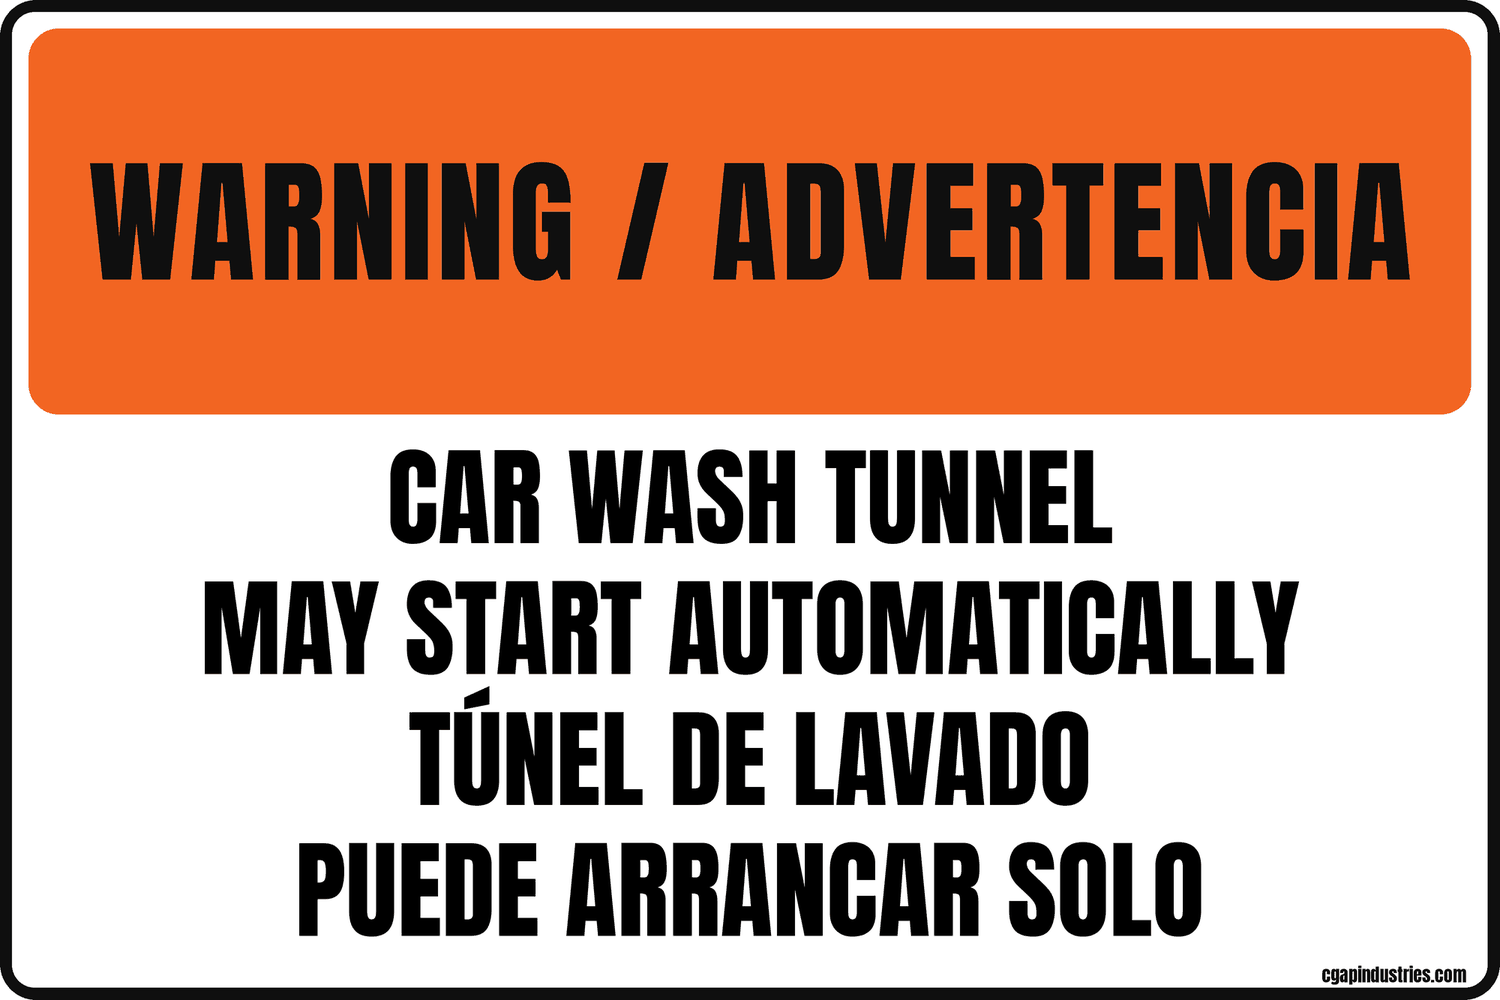 WARNING / ADVERTENCIA
CAR WASH TUNNEL
MAY START AUTOMATICALLY
TÚNEL DE LAVADO
PUEDE ARRANCAR SOLO
cgapindustries.com